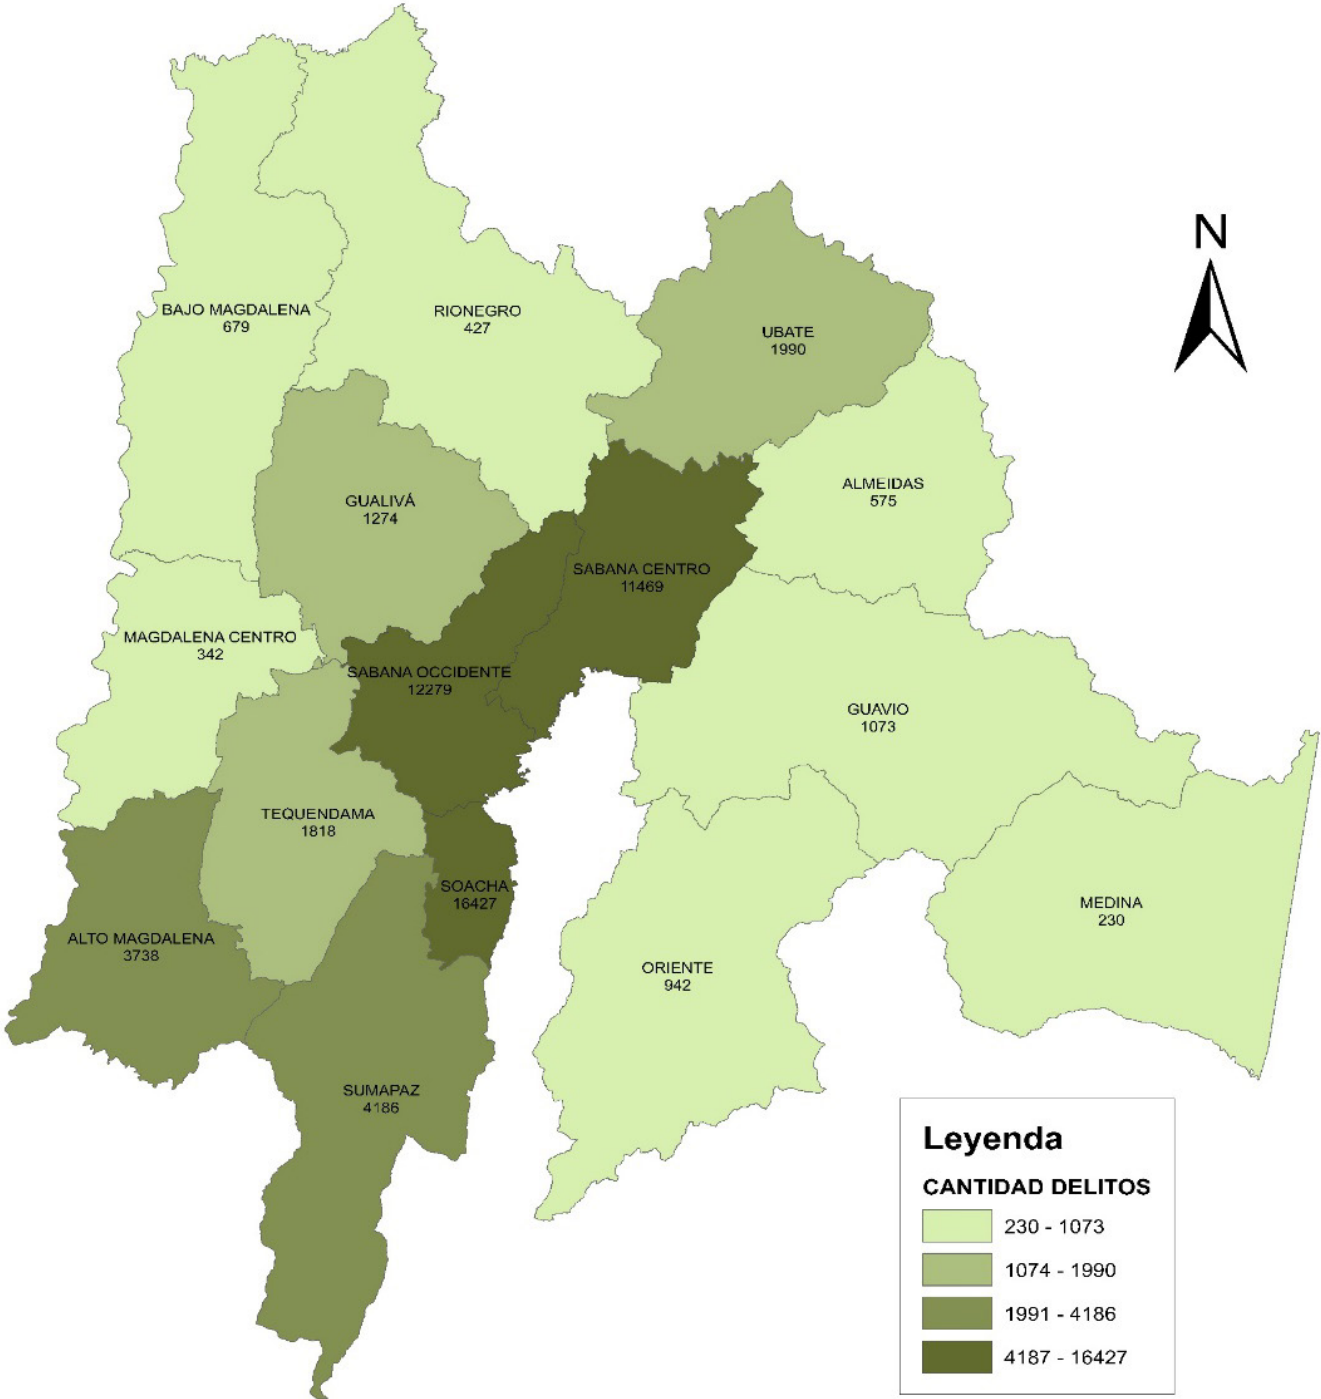 N
BAJO MAGDALENA
679
RIONEGRO
427
UBATE
1990
GUALIVÁ
1274
ALMEIDAS
575
SABANA CENTRO
11469
MAGDALENA CENTRO
342
SABANA OCCIDENTE
12279
GUAVIO
1073
TEQUENDAMA
1818
SOACHA
16427
MEDINA
230
ALTO MAGDALENA
3738
ORIENTE
942
SUMAPAZ
4186
Leyenda
CANTIDAD DELITOS
230 - 1073
1074 - 1990
1991 - 4186
4187 - 16427